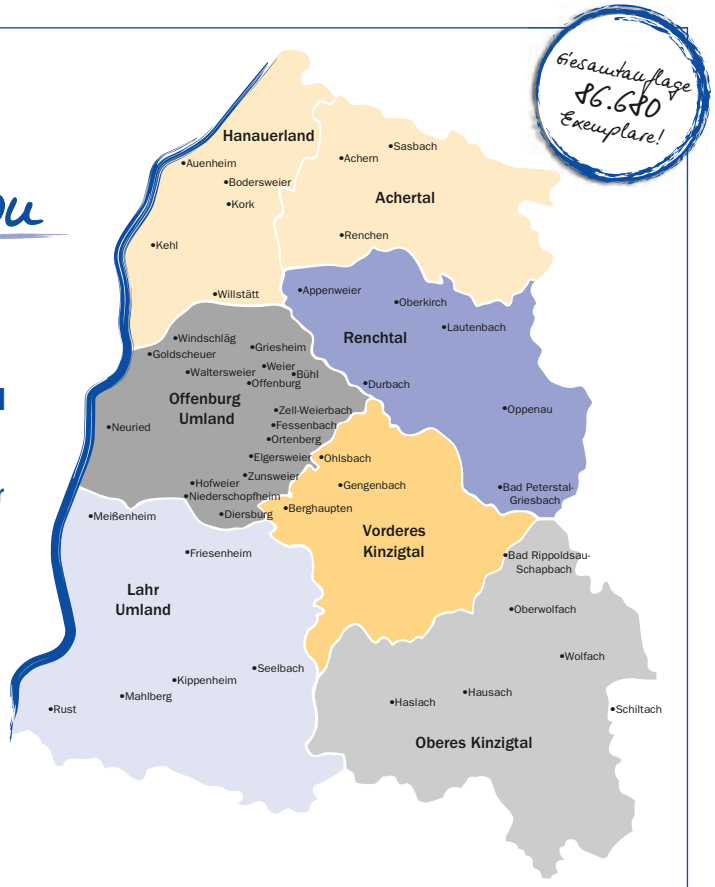 Gesamtauflage
86.680
Exemplare!
Hanauerland
•Auenheim
•Bodersweier
•Kork
•Kehl
•Willstätt
•Sasbach
•Achern
Achertal
•Renchen
•Appenweier
•Oberkirch
•Lautenbach
Renchtal
•Durbach
•Oppenau
•Bad Peterstal-
Griesbach
•Windschläg
•Goldscheuer
•Griesheim
•Weier
•Waltersweier
•Bühl
•Offenburg
Offenburg
Umland
•Zell-Weierbach
•Neuried
•Fessenbach
•Ortenberg
•Elgersweier
•Zunsweier
•Hofweier
•Niederschopfheim
•Diersburg
•Ohlsbach
•Gengenbach
•Berghaupten
Vorderes
Kinzigtal
•Meißenheim
•Friesenheim
Lahr
Umland
•Seelbach
•Kippenheim
•Mahlberg
•Rust
•Bad Rippoldsau-
Schapbach
•Oberwolfach
•Wolfach
•Hausach
•Haslach
•Schiltach
Oberes Kinzigtal